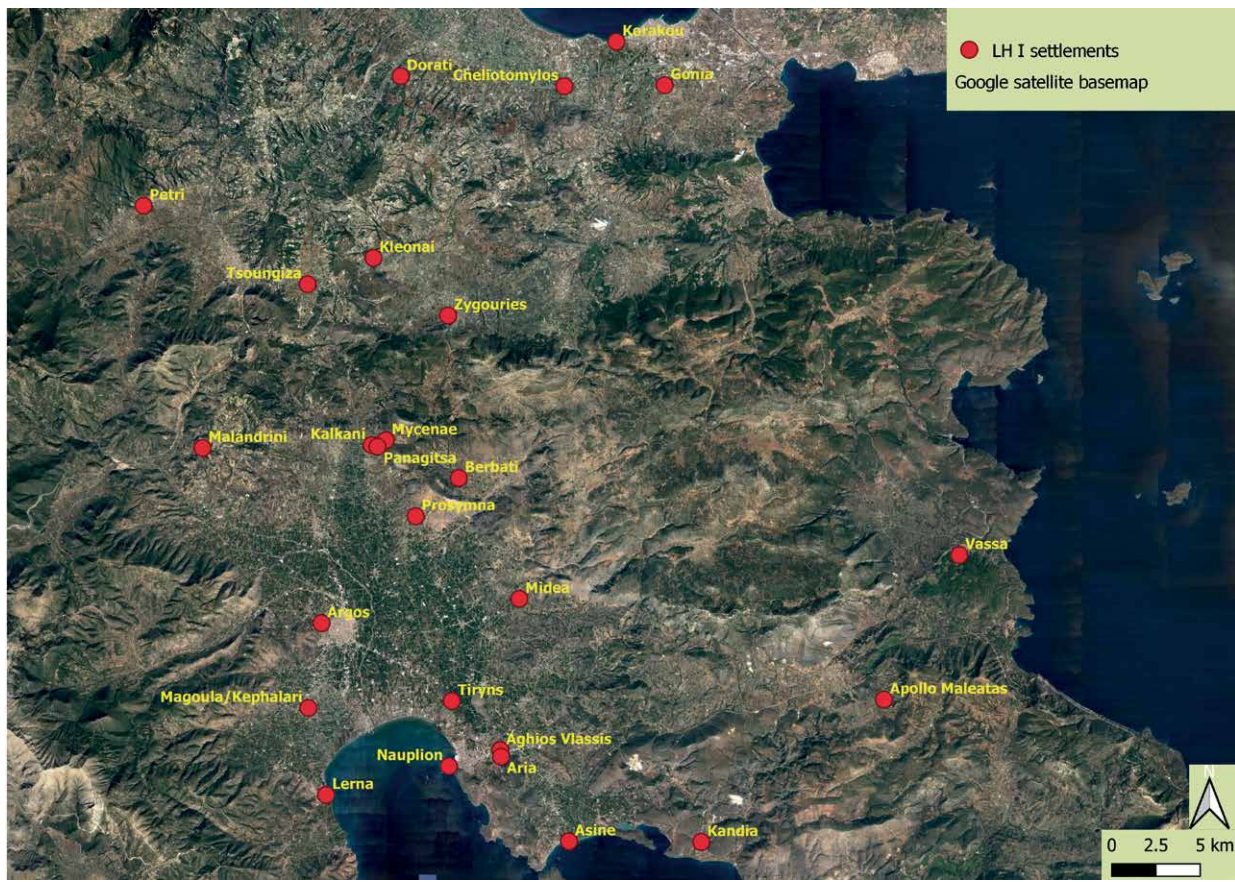 Korakou
LH I settlements
Dorati
Cheliotomylos
Gonia
Google satellite basemap
Petri
Kleonai
Tsoungiza
Zygouries
Malandrini
Kalkani
Mycenae
Panagitsa
Berbati
Prosymna
Vassa
Midea
Argos
Magoula/Kephalari
Tiryns
Apollo Maleatas
Aghios Vlassis
Nauplion
Aria
Lerna
N
Asine
Kandia
0 2.5 5 km